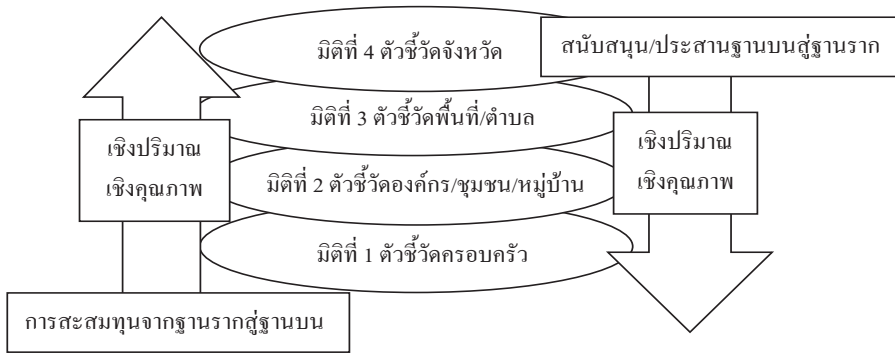 มิติที่ 4 ตัวชี้วัดจังหวัด
สนับสนุน/ประสานฐานบนสู่ฐานราก
มิติที่ 3 ตัวชี้วัดพื้นที่/ตำบล
เชิงปริมาณ
เชิงคุณภาพ
มิติที่ 2 ตัวชี้วัดองค์กร/ชุมชน/หมู่บ้าน
เชิงปริมาณ
เชิงคุณภาพ
มิติที่ 1 ตัวชี้วัดครอบครัว
การสะสมทุนจากฐานรากสู่ฐานบน